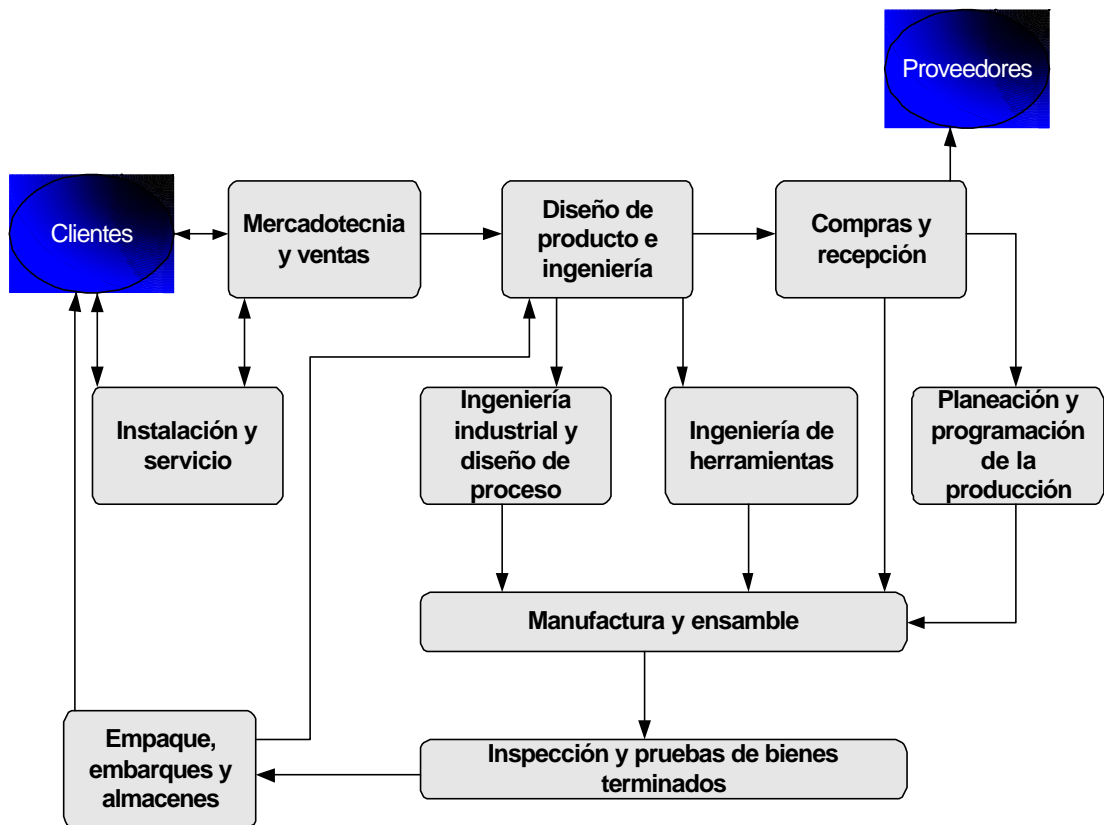 Proveedores
Clientes
Mercadotecnia
y ventas
Diseño de
producto e
ingeniería
Compras y
recepción
Instalación y
servicio
Ingeniería
industrial y
diseño de
proceso
Ingeniería de
herramientas
Planeación y
programación
de la
producción
Manufactura y ensamble
Empaque,
embarques y
almacenes
Inspección y pruebas de bienes
terminados